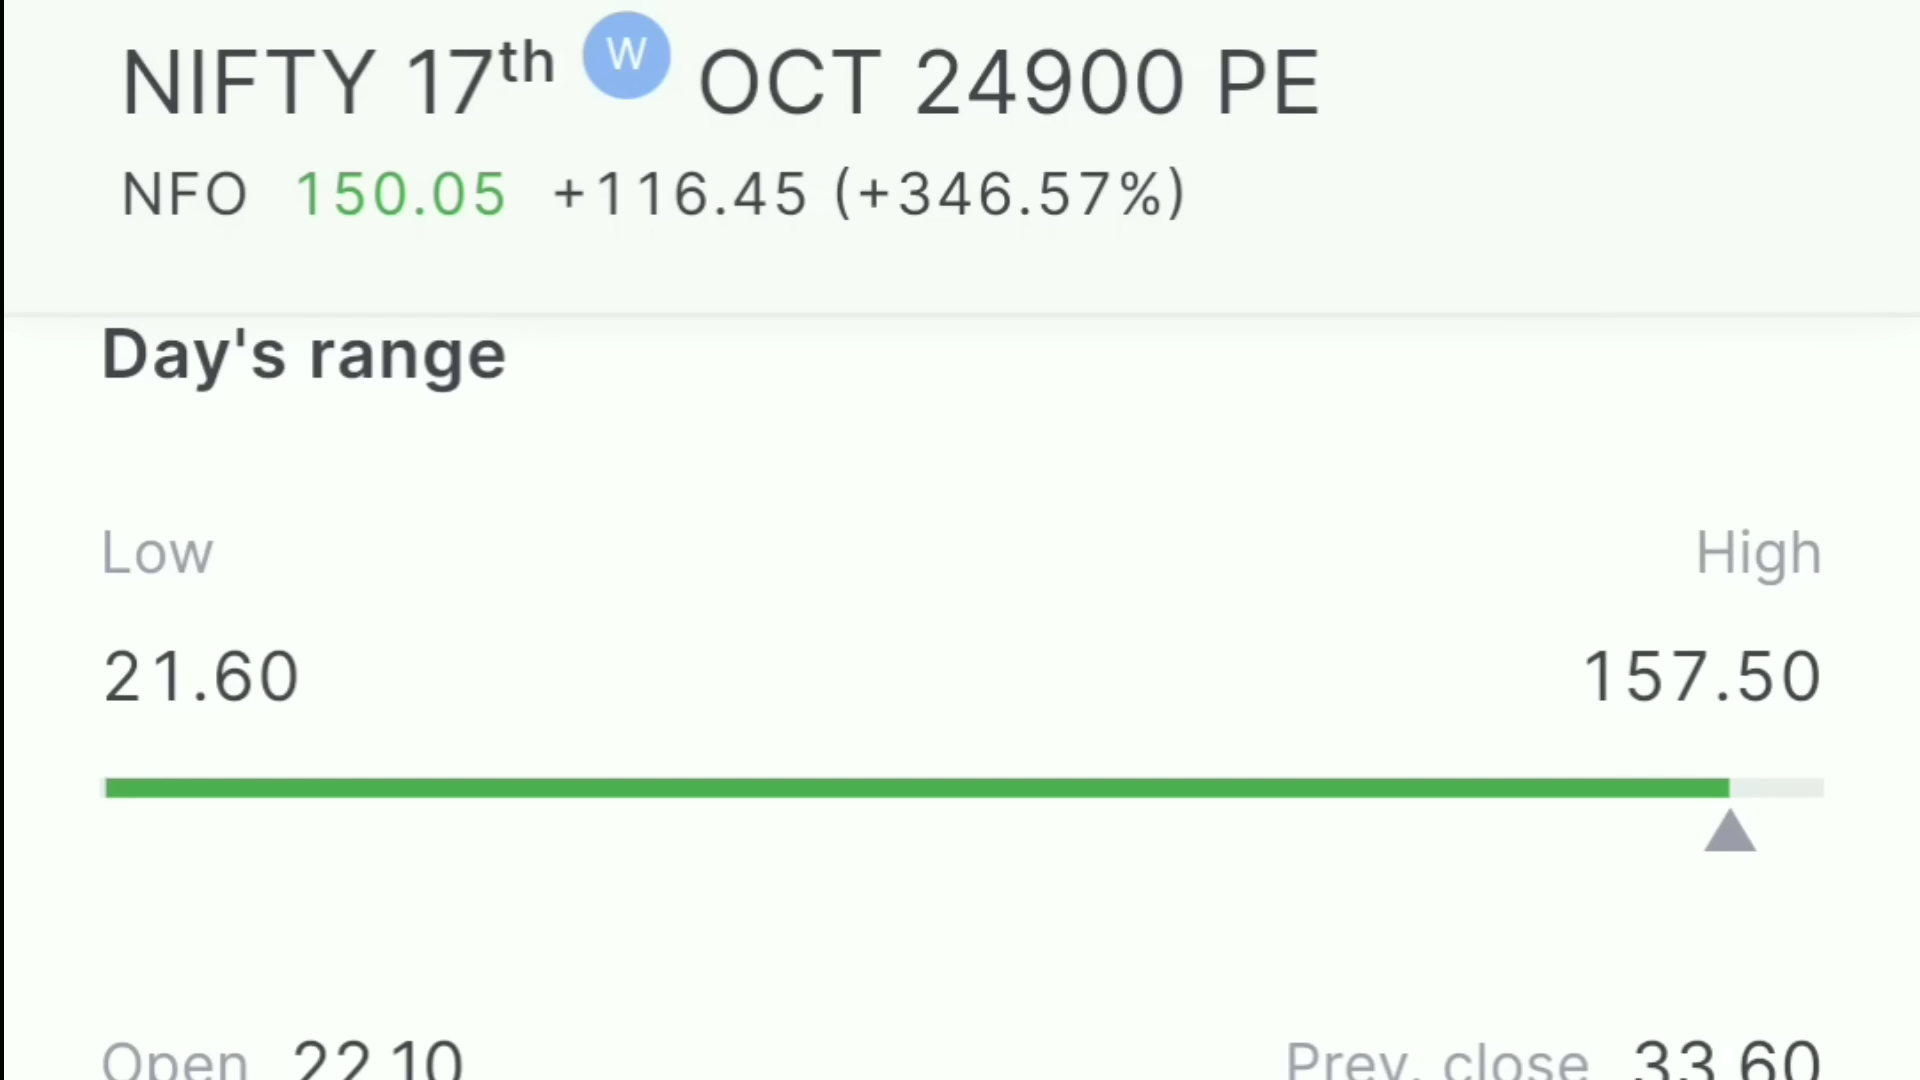 NIFTY 17th W OCT 24900 PE
NFO 150.05 +116.45 (+346.57%)
Day's range
Low High
21.60 157.50
Open 22.10 Prev. close 33.60